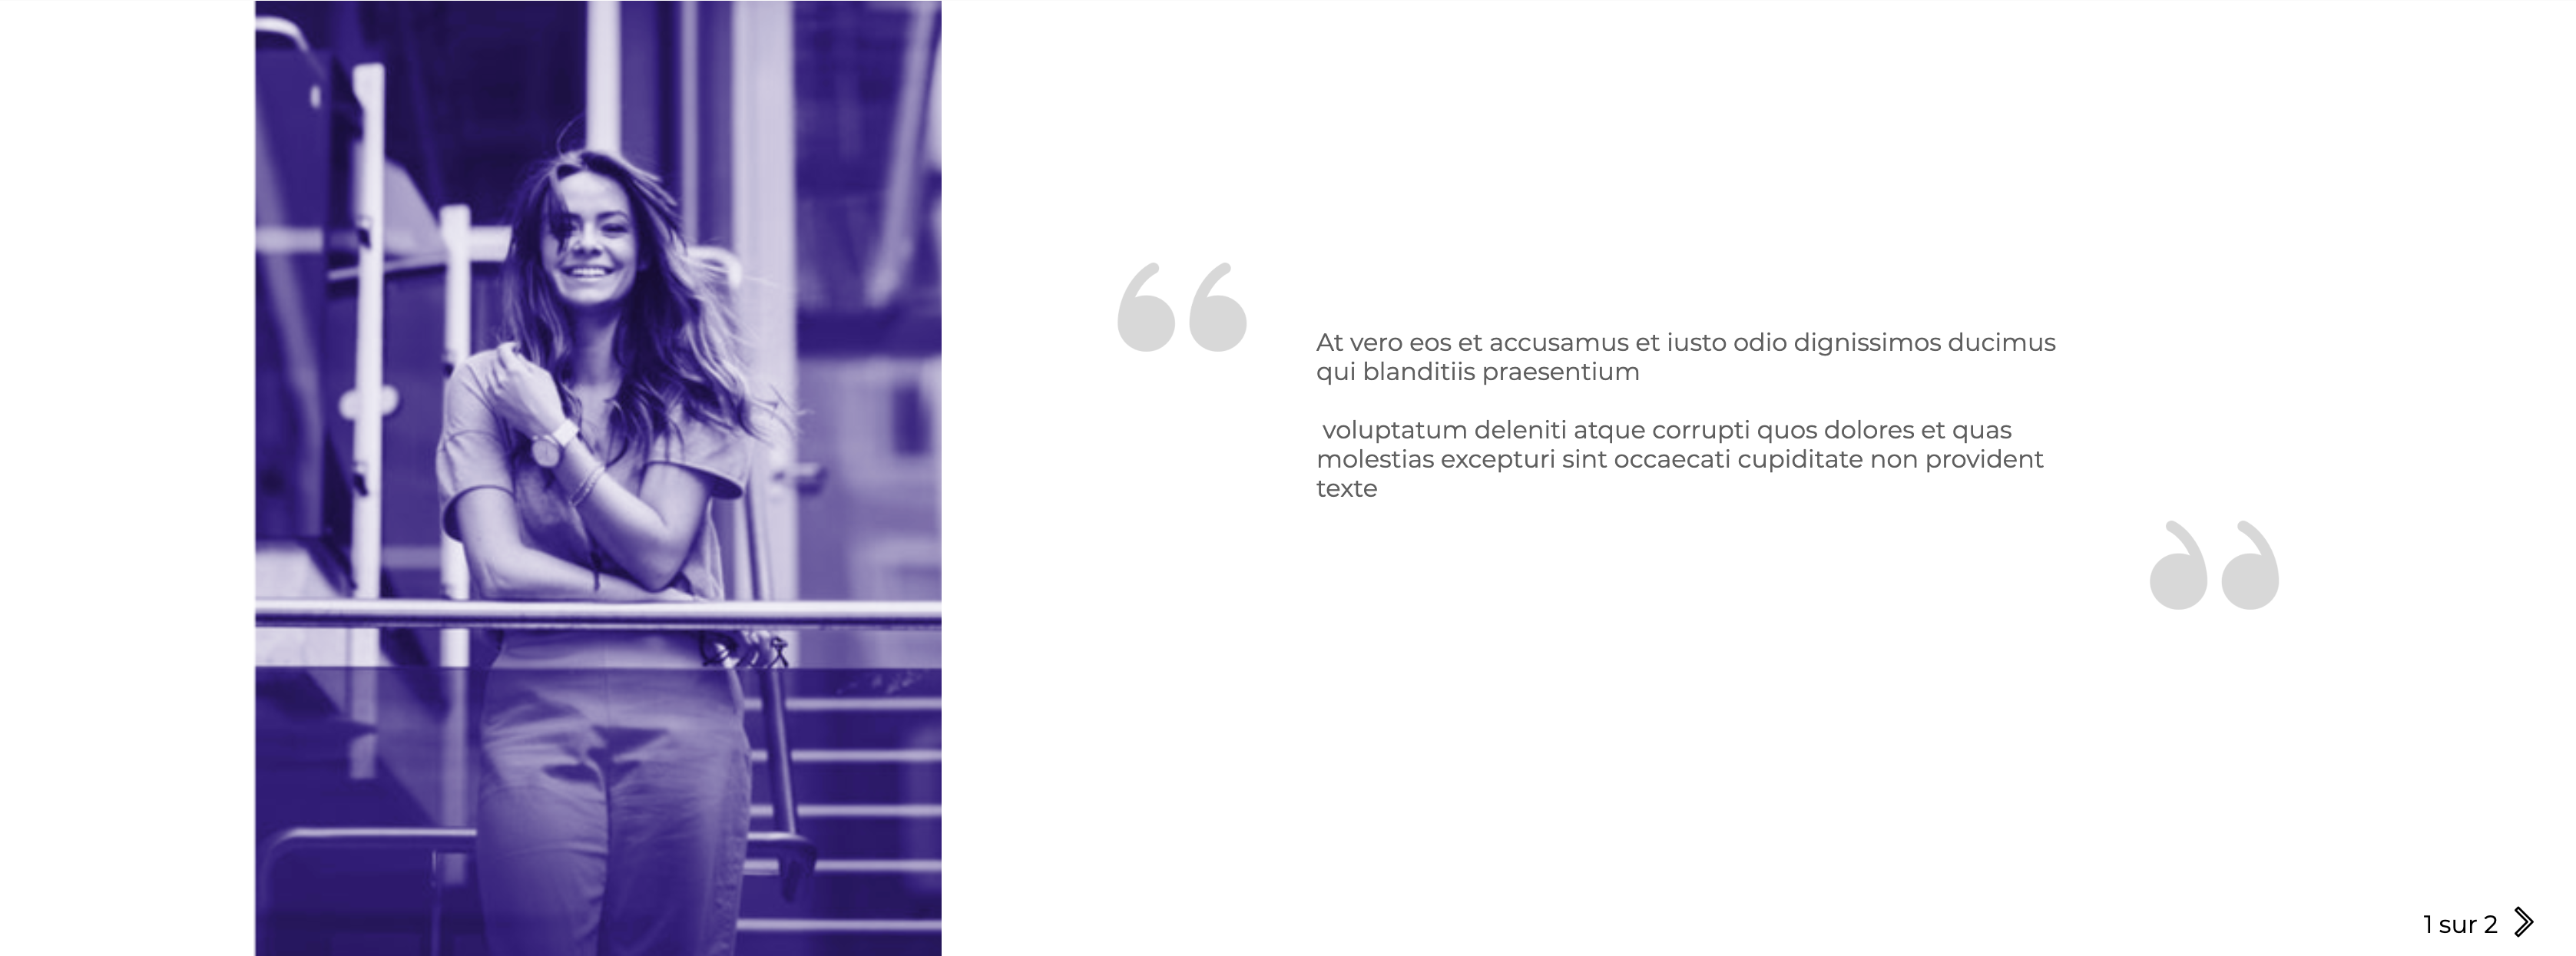 “
At vero eos et accusamus et iusto odio dignissimos ducimus
qui blanditiis praesentium
voluptatum deleniti atque corrupti quos dolores et quas
molestias excepturi sint occaecati cupiditate non provident
texte
”
1 sur 2